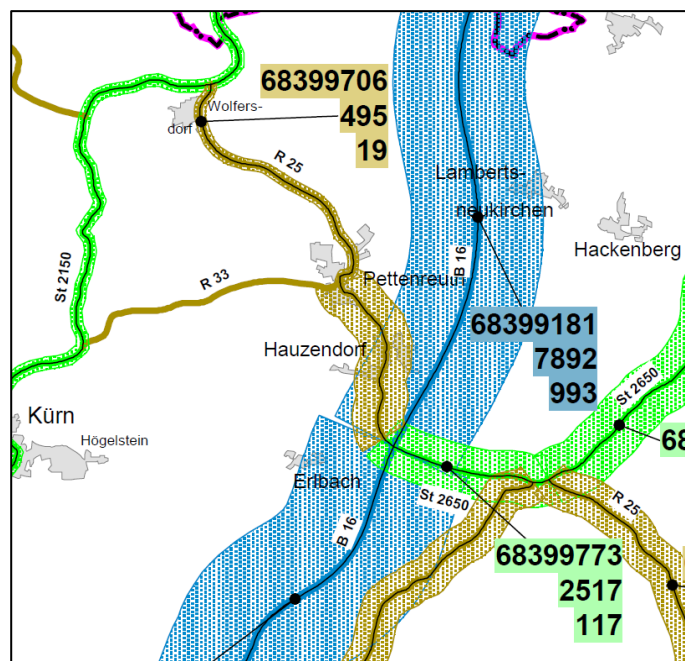 68399706
495
19
Wolfers-
dorf
R 25
Lamberts-
neukirchen
Hackenberg
St 2150
R 33
B 16
Pettenreuth
68399181
7892
993
Hauzendorf
St 2650
Kürn
Högelstein
68
Erlbach
St 2650
R 25
B 16
68399773
2517
117